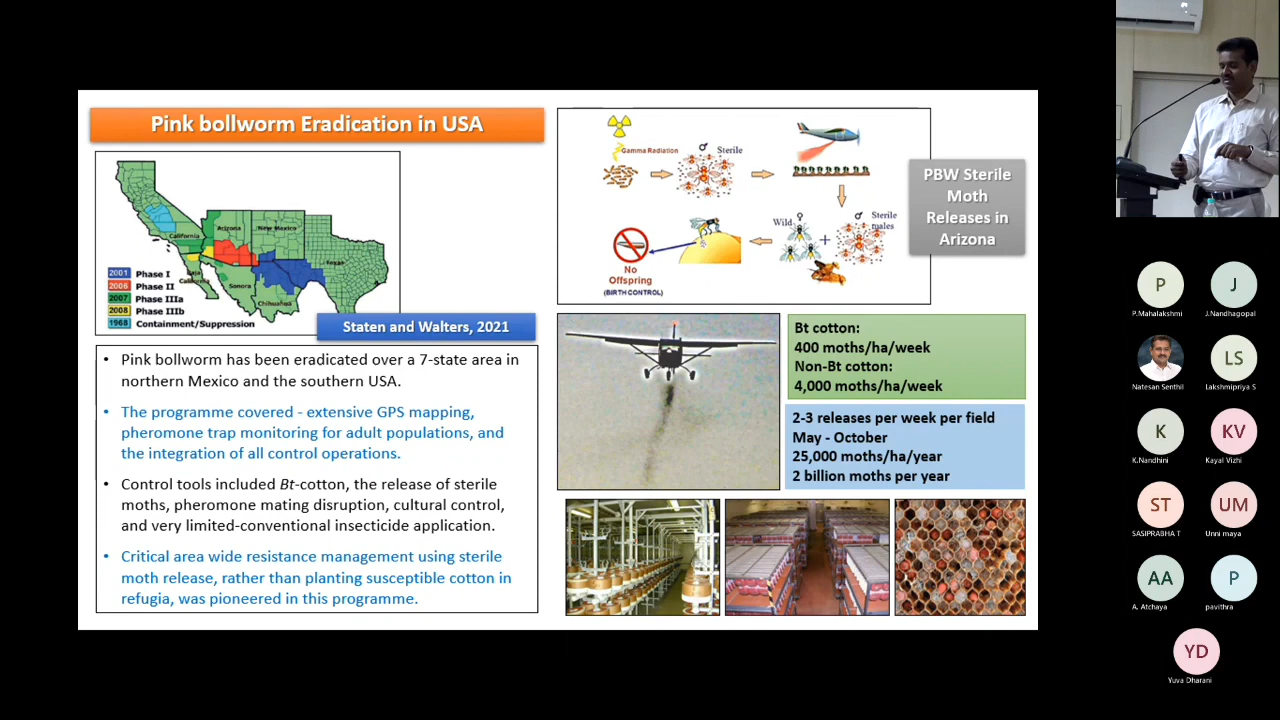 Pink bollworm Eradication in USA
California
Arizona
New Mexico
Texas
Baja
California
Sonora
Chihuahua
2001 Phase I
2006 Phase II
2007 Phase IIIa
2008 Phase IIIb
1968 Containment/Suppression
Staten and Walters, 2021
• Pink bollworm has been eradicated over a 7-state area in
northern Mexico and the southern USA.
• The programme covered - extensive GPS mapping,
pheromone trap monitoring for adult populations, and
the integration of all control operations.
• Control tools included Bt-cotton, the release of sterile
moths, pheromone mating disruption, cultural control,
and very limited-conventional insecticide application.
• Critical area wide resistance management using sterile
moth release, rather than planting susceptible cotton in
refugia, was pioneered in this programme.
Gamma Radiation
♂ Sterile
Wild ♀
+
♂ Sterile
males
No
Offspring
(BIRTH CONTROL)
PBW Sterile
Moth
Releases in
Arizona
Bt cotton:
400 moths/ha/week
Non-Bt cotton:
4,000 moths/ha/week
2-3 releases per week per field
May - October
25,000 moths/ha/year
2 billion moths per year
P
P.Mahalakshmi
J
J.Nandhagopal
Natesan Senthil
LS
Lakshmipriya S
K
K.Nandhini
KV
Kayal Vizhi
ST
SASIPRABHA T
UM
Unni maya
AA
A. Atchaya
P
pavithra
YD
Yuva Dharani